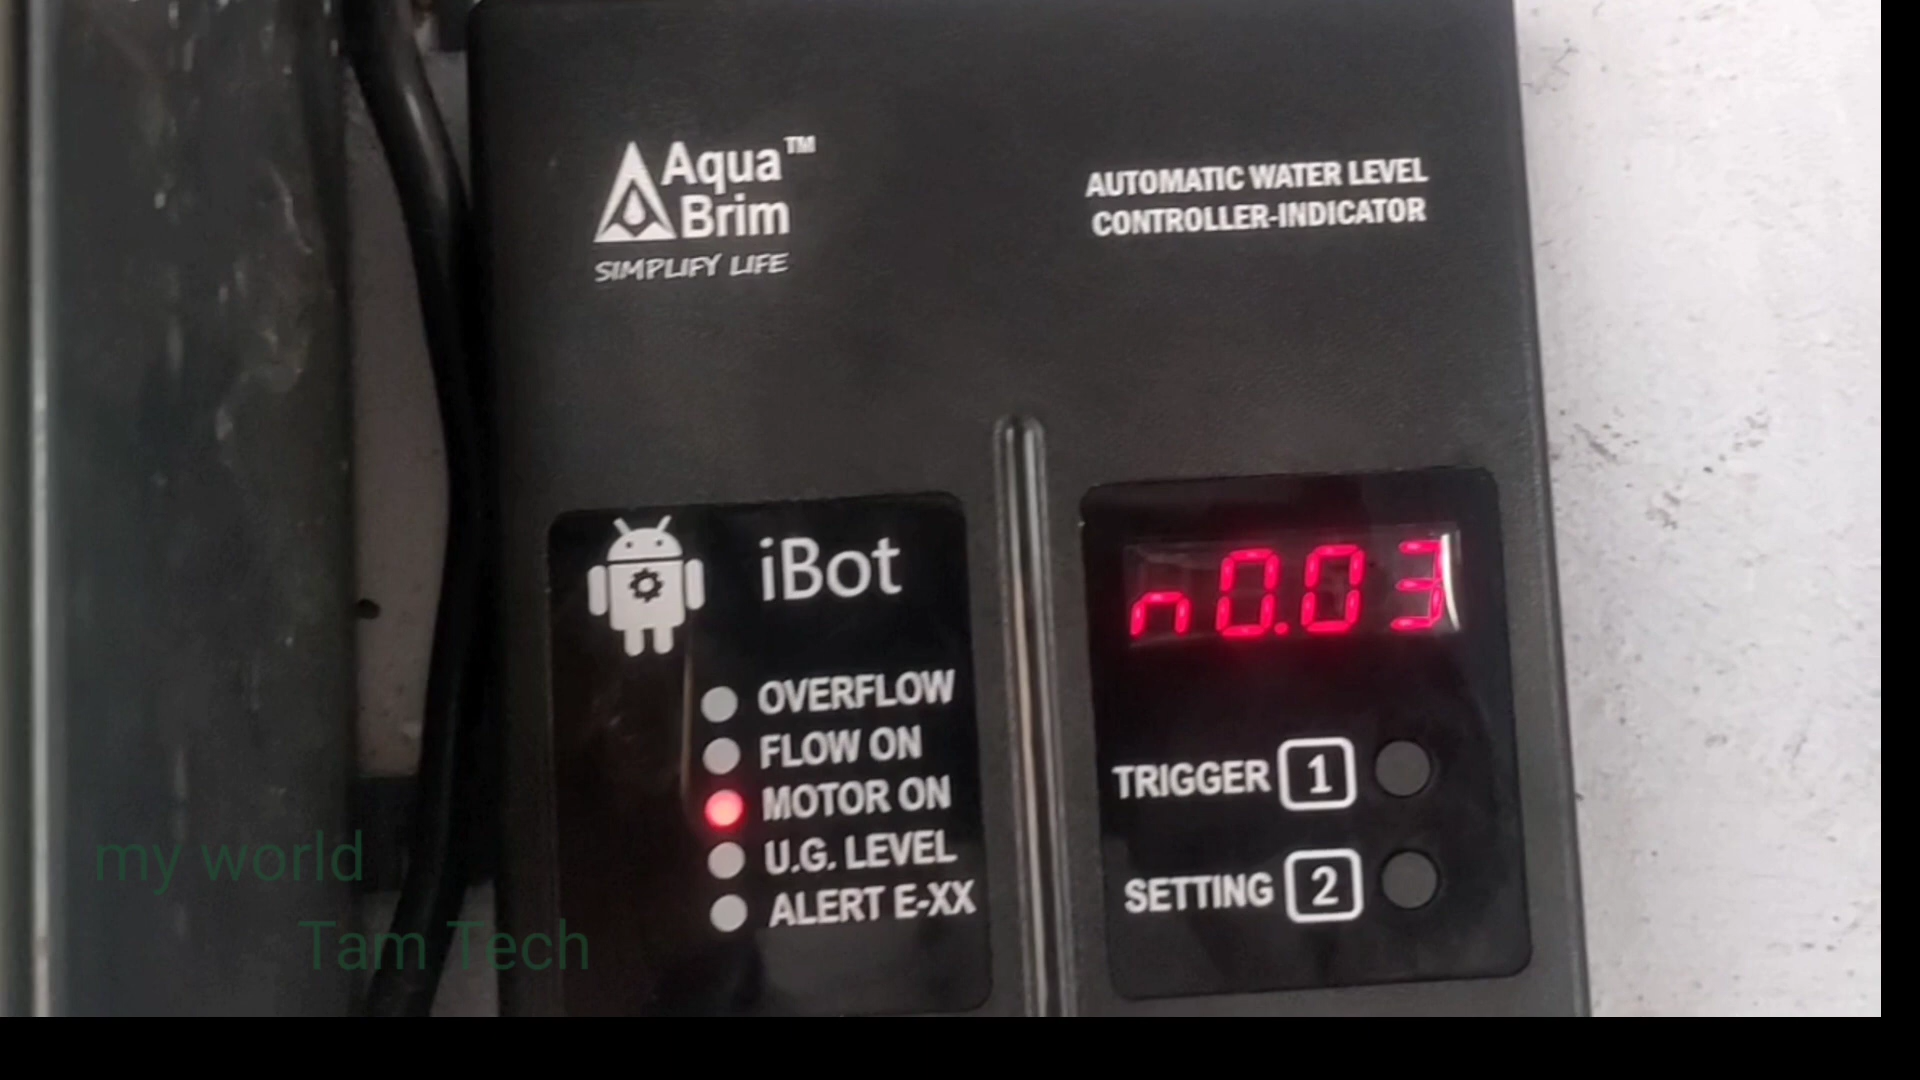 Aqua™
Brim
SIMPLIFY LIFE
AUTOMATIC WATER LEVEL
CONTROLLER-INDICATOR
iBot
OVERFLOW
FLOW ON
MOTOR ON
U.G. LEVEL
ALERT E-XX
n0.03
TRIGGER 1
SETTING 2
my world
Tam Tech